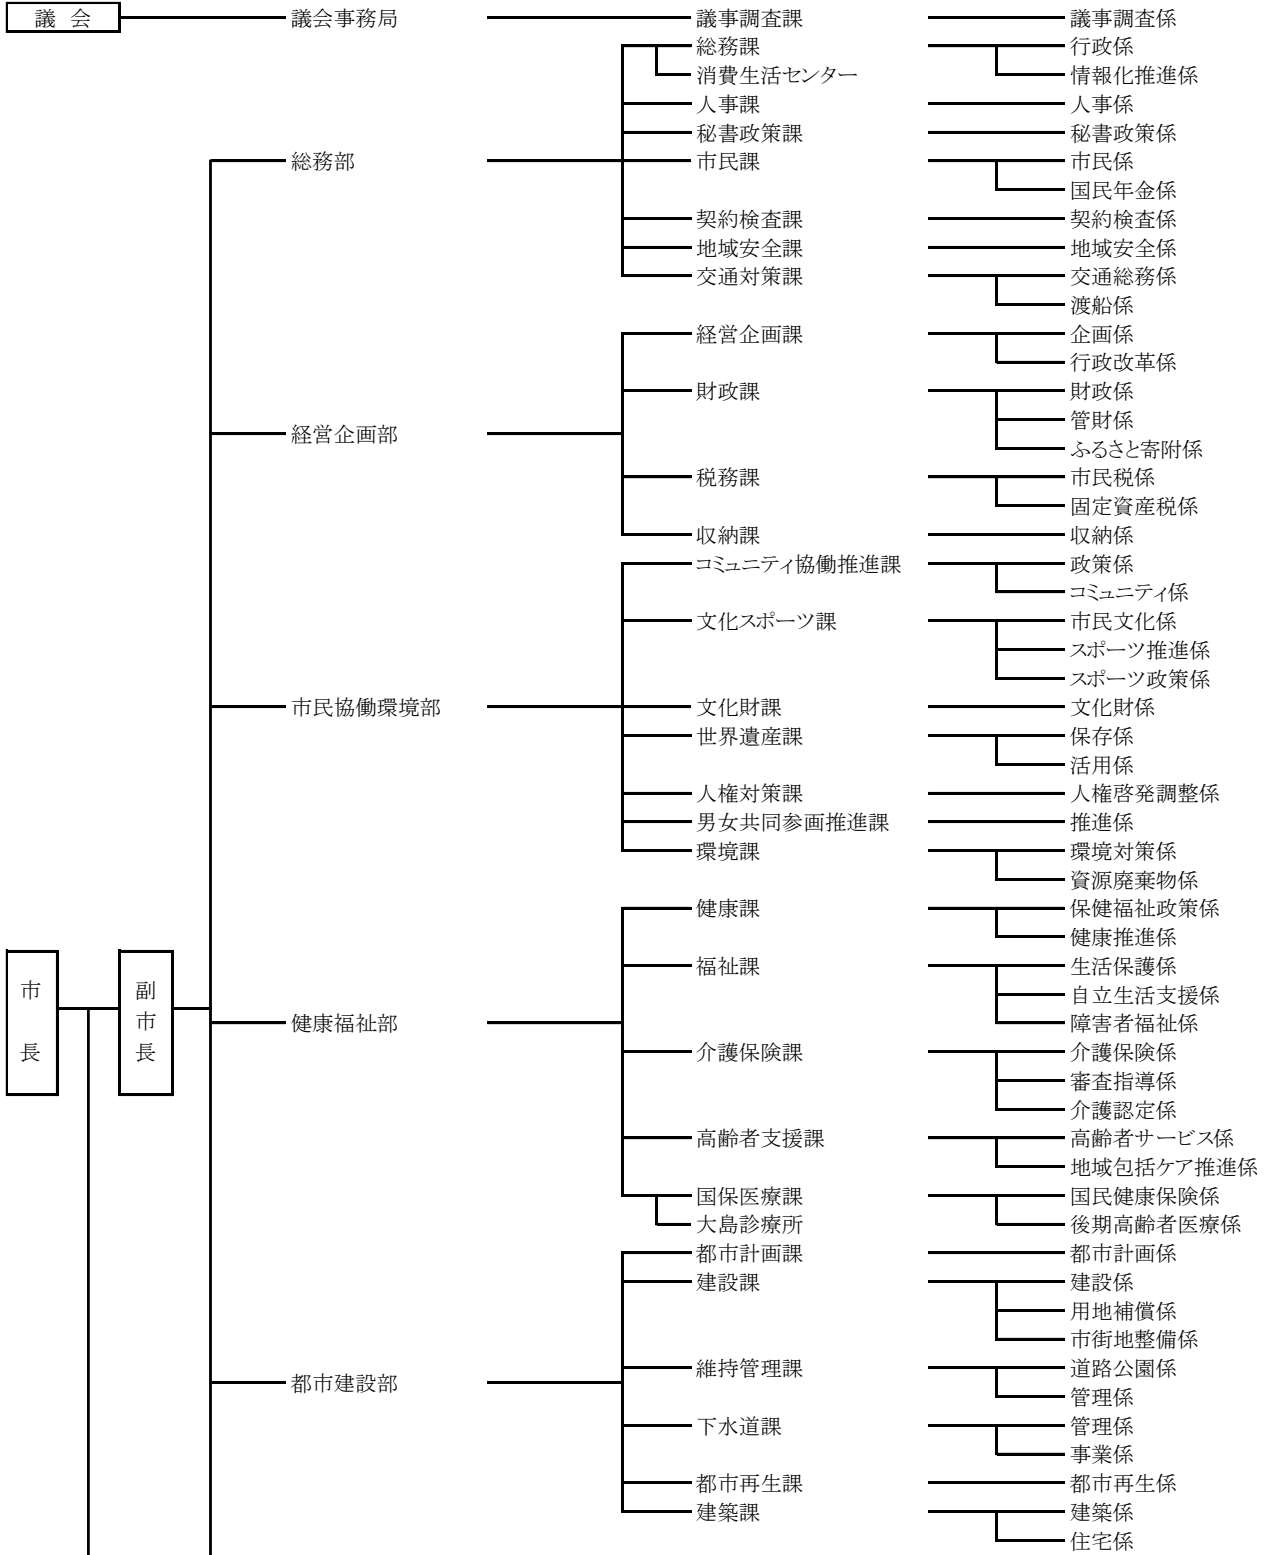 議会 議会事務局 議事調査課 議事調査係
総務課 行政係
消費生活センター 情報化推進係
人事課 人事係
秘書政策課 秘書政策係
総務部 市民課 市民係
国民年金係
契約検査課 契約検査係
地域安全課 地域安全係
交通対策課 交通総務係
渡船係
経営企画課 企画係
行政改革係
財政課 財政係
管財係
経営企画部
ふるさと寄附係
税務課 市民税係
固定資産税係
収納課 収納係
コミュニティ協働推進課 政策係
コミュニティ係
文化スポーツ課 市民文化係
スポーツ推進係
スポーツ政策係
市民協働環境部 文化財課 文化財係
世界遺産課 保存係
活用係
人権対策課 人権啓発調整係
男女共同参画推進課 推進係
環境課 環境対策係
資源廃棄物係
健康課 保健福祉政策係
健康推進係
福祉課 生活保護係
市長 副市長
自立生活支援係
健康福祉部 障害者福祉係
介護保険課 介護保険係
審査指導係
介護認定係
高齢者支援課 高齢者サービス係
地域包括ケア推進係
国保医療課 国民健康保険係
大島診療所 後期高齢者医療係
都市計画課 都市計画係
建設課 建設係
用地補償係
市街地整備係
維持管理課 道路公園係
都市建設部
管理係
下水道課 管理係
事業係
都市再生課 都市再生係
建築課 建築係
住宅係